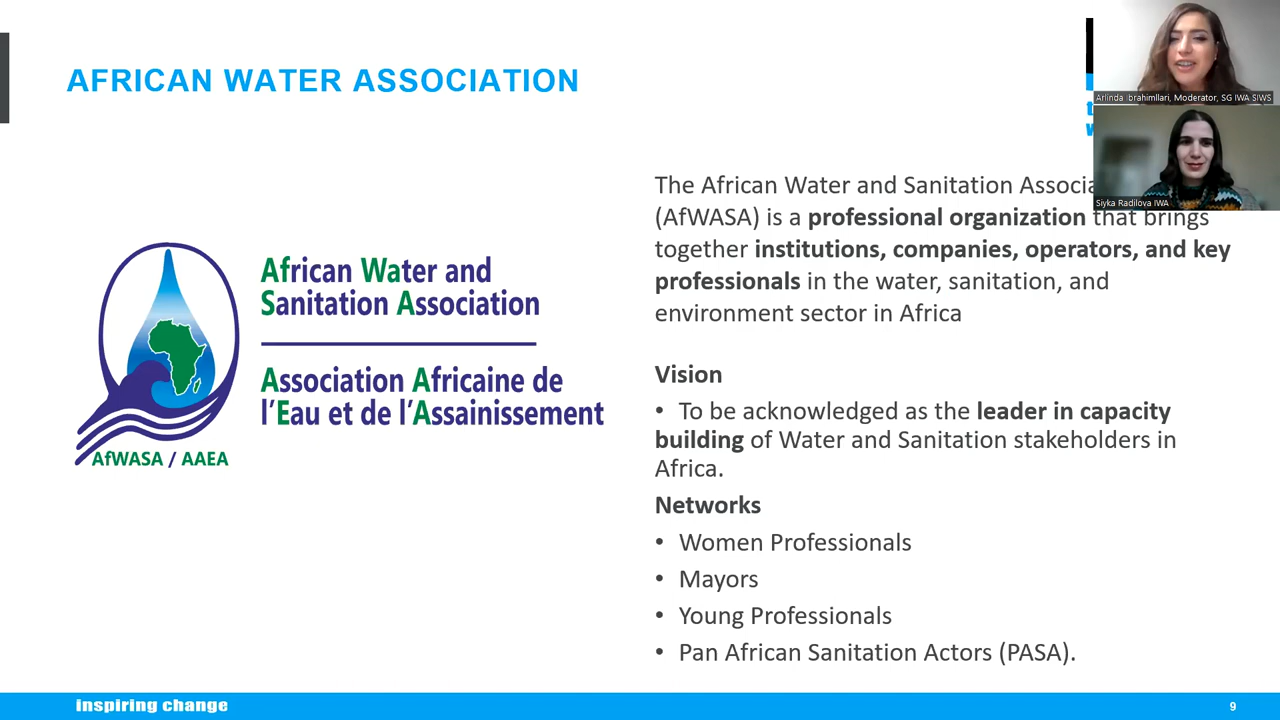 AFRICAN WATER ASSOCIATION
Arlinda Ibrahimllari, Moderator, SG IWA SIWS
Siyka Radilova IWA
African Water and
Sanitation Association
Association Africaine de
l'Eau et de l'Assainissement
AfWASA / AAEA
The African Water and Sanitation
(AfWASA) is a professional organization that brings
together institutions, companies, operators, and key
professionals in the water, sanitation, and
environment sector in Africa
Vision
• To be acknowledged as the leader in capacity
building of Water and Sanitation stakeholders in
Africa.
Networks
• Women Professionals
• Mayors
• Young Professionals
• Pan African Sanitation Actors (PASA).
inspiring change
9